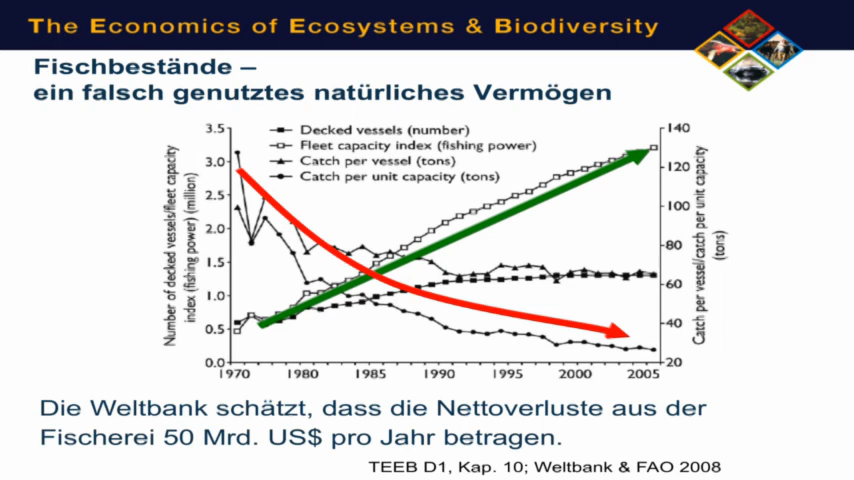 The Economics of Ecosystems & Biodiversity
Fischbestände –
ein falsch genutztes natürliches Vermögen
Number of decked vessels/fleet capacity
index (fishing power) (million)
3.5
3.0
2.5
2.0
1.5
1.0
0.5
0.0
Decked vessels (number)
Fleet capacity index (fishing power)
Catch per vessel (tons)
Catch per unit capacity (tons)
140
120
100
80
60
40
20
Catch per vessel/catch per unit capacity
(tons)
1970 1980 1985 1990 1995 2000 2005
Die Weltbank schätzt, dass die Nettoverluste aus der
Fischerei 50 Mrd. US$ pro Jahr betragen.
TEEB D1, Kap. 10; Weltbank & FAO 2008